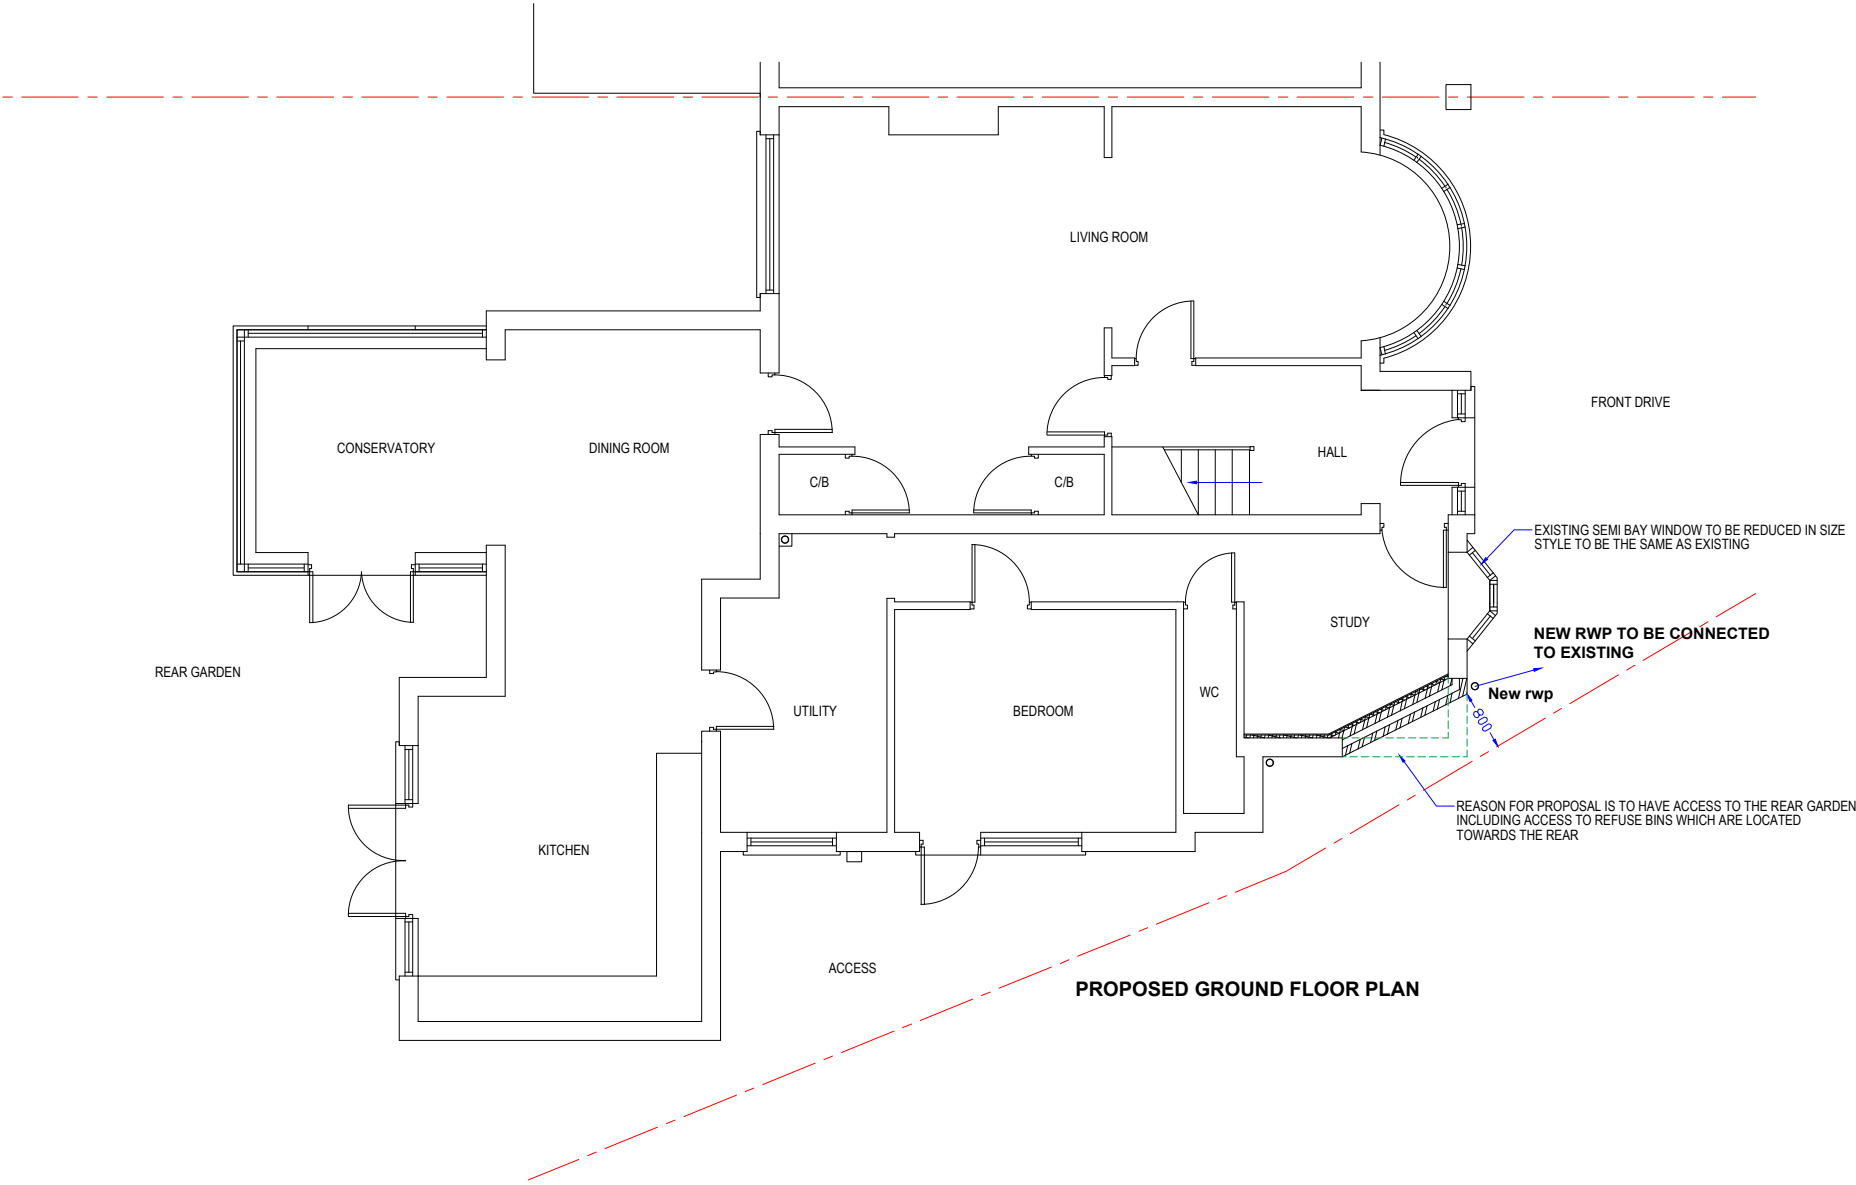 LIVING ROOM
FRONT DRIVE
CONSERVATORY
DINING ROOM
HALL
C/B
C/B
EXISTING SEMI BAY WINDOW TO BE REDUCED IN SIZE
STYLE TO BE THE SAME AS EXISTING
STUDY
NEW RWP TO BE CONNECTED
TO EXISTING
REAR GARDEN
WC
New rwp
UTILITY
BEDROOM
800
REASON FOR PROPOSAL IS TO HAVE ACCESS TO THE REAR GARDEN
INCLUDING ACCESS TO REFUSE BINS WHICH ARE LOCATED
TOWARDS THE REAR
KITCHEN
ACCESS
PROPOSED GROUND FLOOR PLAN